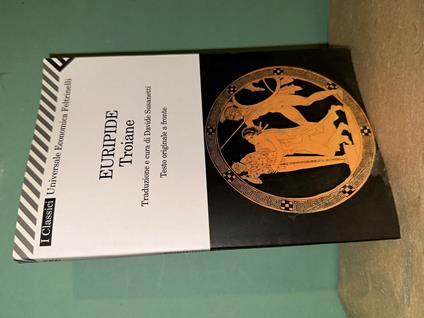 I Classici Universale Economica Feltrinelli
EURIPIDE
Troiane
Traduzione e cura di Davide Susanetti
Testo originale a fronte